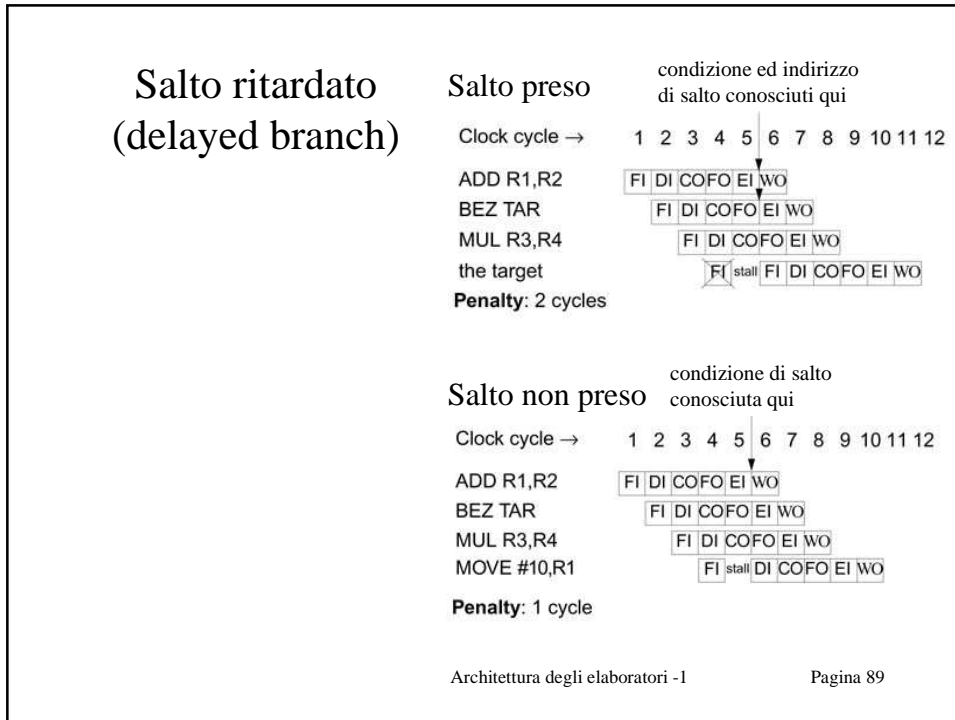 Salto ritardato
(delayed branch)
Salto preso
condizione ed indirizzo
di salto conosciuti qui
Clock cycle → 1 2 3 4 5 6 7 8 9 10 11 12
ADD R1,R2 FI DI CO FO EI WO
BEZ TAR FI DI CO FO EI WO
MUL R3,R4 FI DI CO FO EI WO
the target FI stall FI DI CO FO EI WO
Penalty: 2 cycles
Salto non preso
condizione di salto
conosciuta qui
Clock cycle → 1 2 3 4 5 6 7 8 9 10 11 12
ADD R1,R2 FI DI CO FO EI WO
BEZ TAR FI DI CO FO EI WO
MUL R3,R4 FI DI CO FO EI WO
MOVE #10,R1 FI stall DI CO FO EI WO
Penalty: 1 cycle
Architettura degli elaboratori -1 Pagina 89